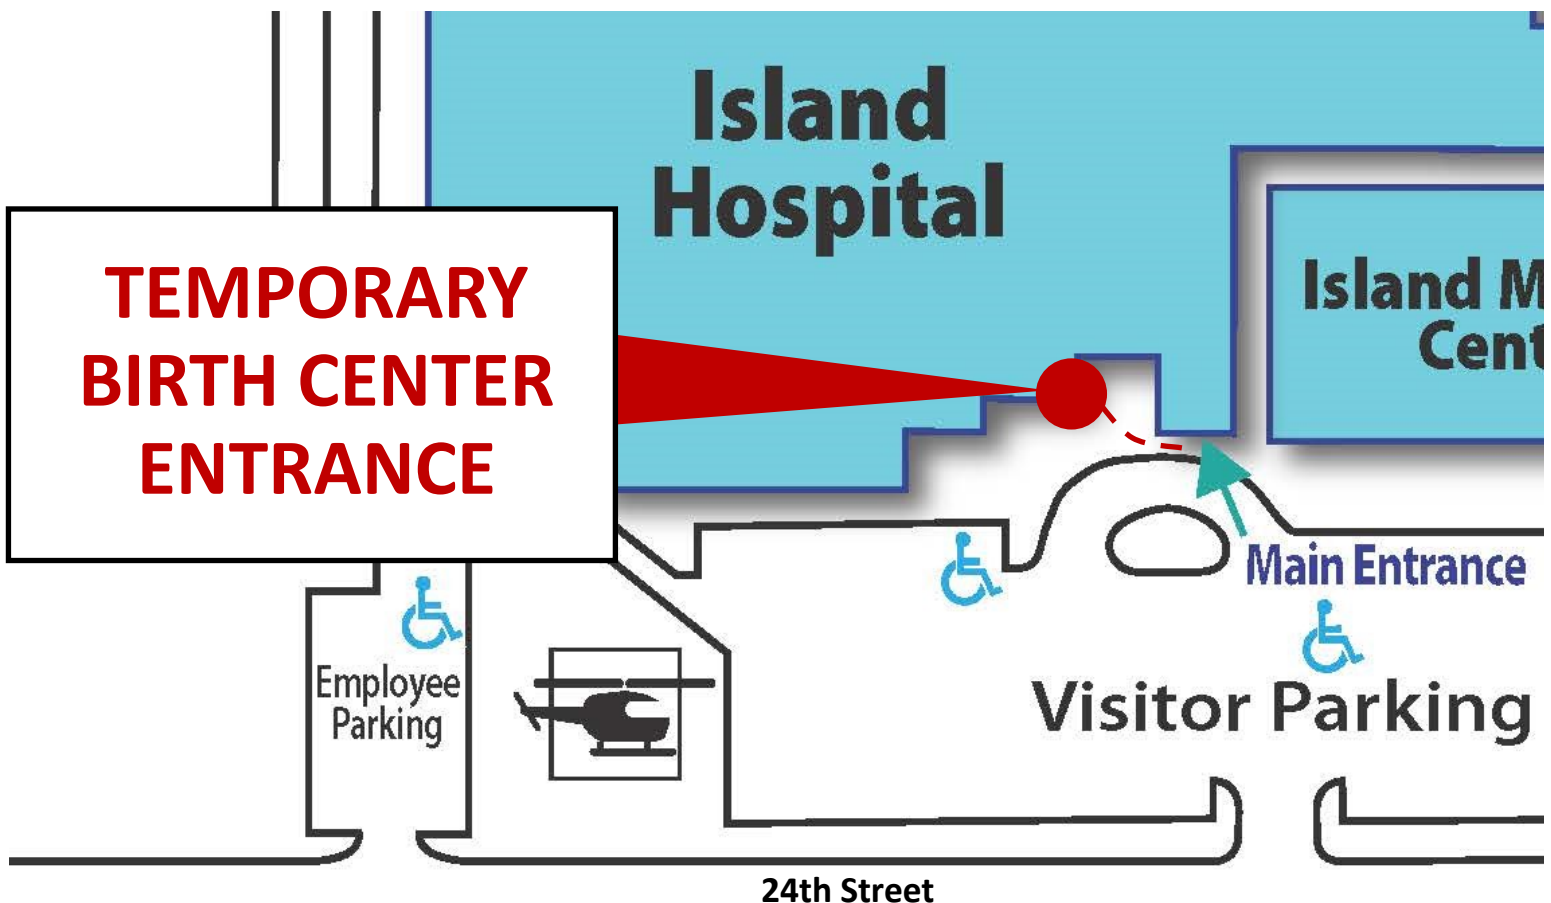 Island
Hospital
TEMPORARY
BIRTH CENTER
ENTRANCE
Island M
Cent
Main Entrance
Employee
Parking
Visitor Parking
24th Street